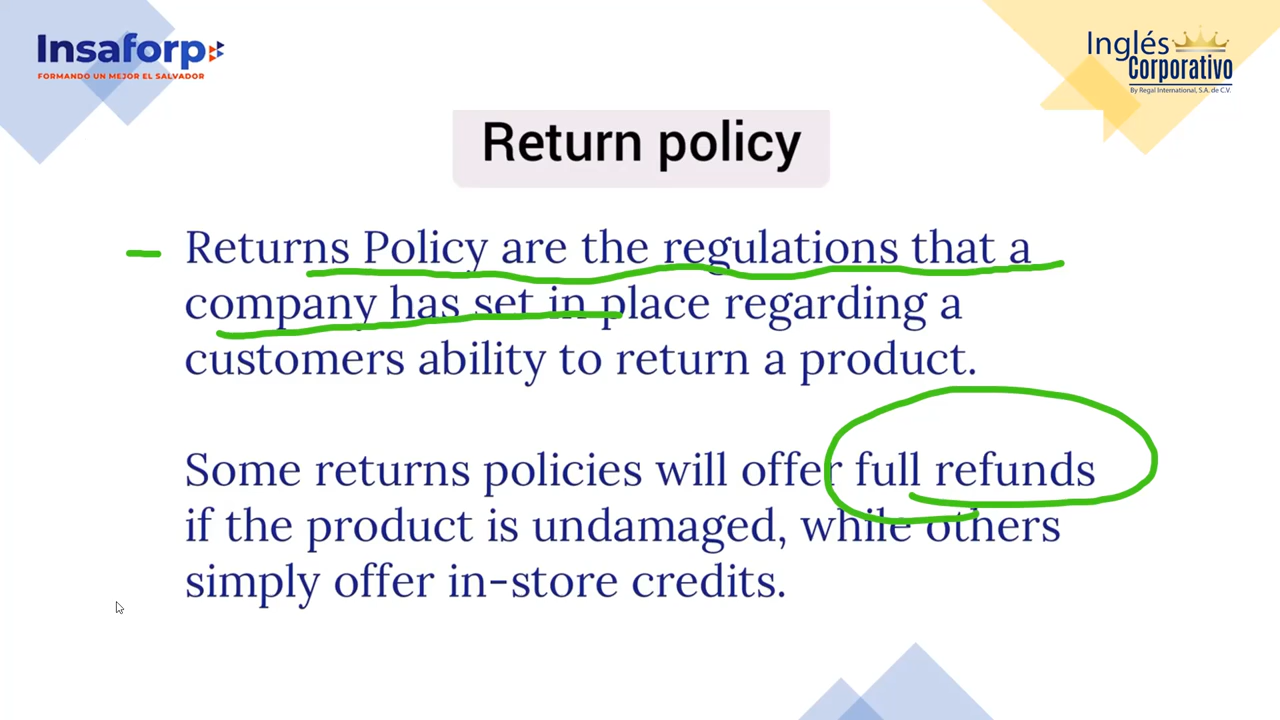 Insaforp
FORMANDO UN MEJOR EL SALVADOR
Inglés
Corporativo
By Regal International, S.A. de C.V.
Return policy
Returns Policy are the regulations that a
company has set in place regarding a
customers ability to return a product.
Some returns policies will offer full refunds
if the product is undamaged, while others
simply offer in-store credits.